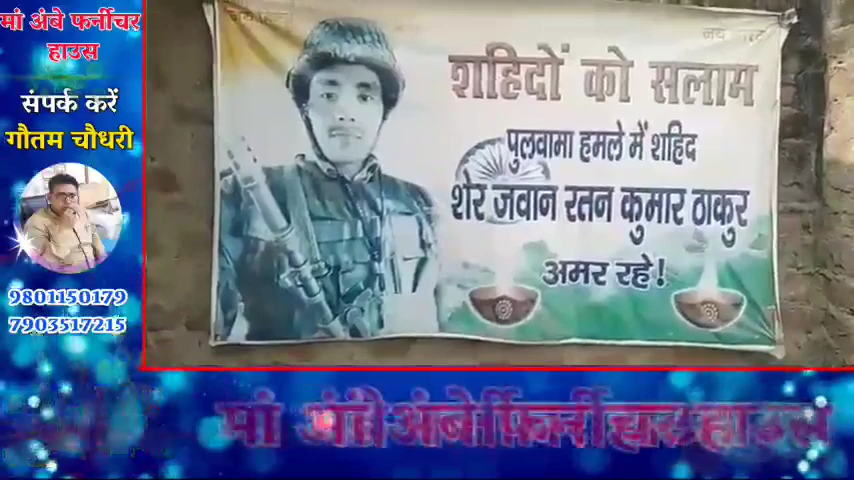 मां अंबे फर्नीचर
हाउस
संपर्क करें
गौतम चौधरी
9801150179
7903517215
शहिदों को सलाम
पुलवामा हमले में शहिद
शेर जवान रतन कुमार ठाकुर
अमर रहे!